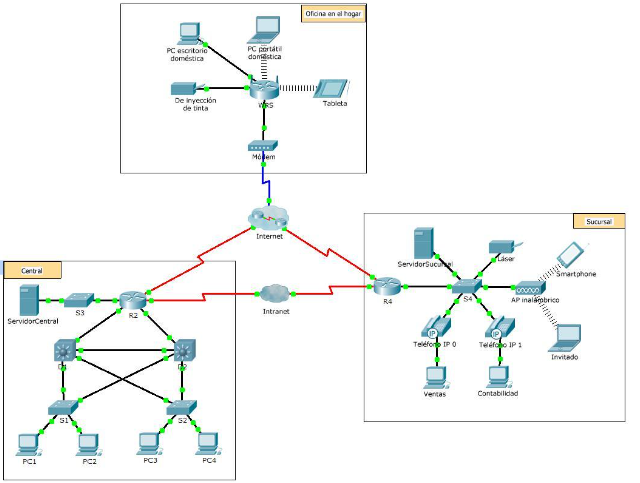 Oficina en el hogar
PC escritorio
doméstica
PC portátil
doméstica
De inyección
de tinta
WRS
Tableta
Módem
Internet
Sucursal
ServidorSucursal
Láser
Smartphone
Central
ServidorCentral
S3
R2
Intranet
R4
S4
AP inalámbrico
Teléfono IP 0
Teléfono IP 1
Invitado
Ventas
Contabilidad
D1
D2
S1
S2
PC1
PC2
PC3
PC4
IP
IP